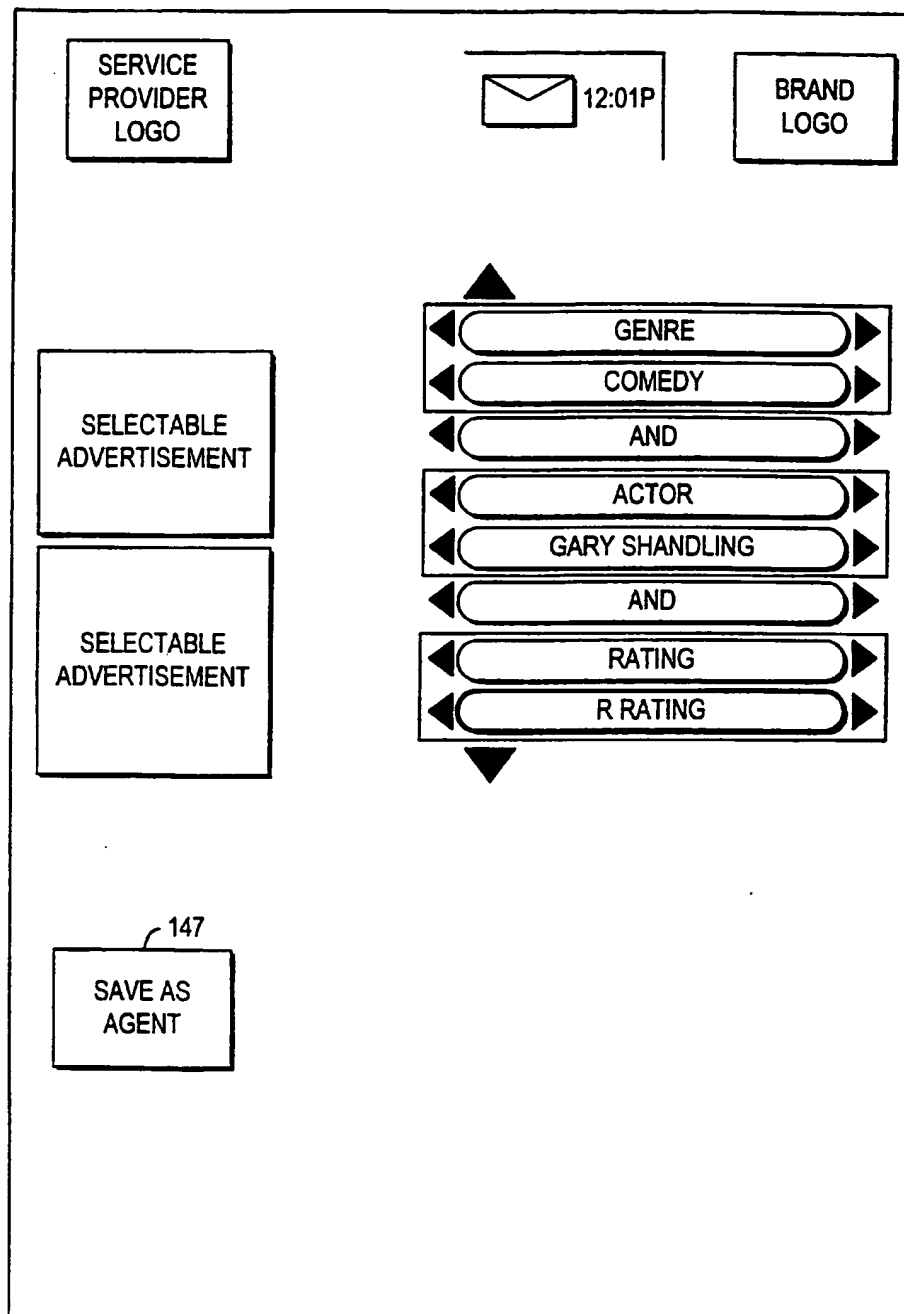 SERVICE
PROVIDER
LOGO
12:01P
BRAND
LOGO
GENRE
COMEDY
AND
ACTOR
GARY SHANDLING
AND
RATING
R RATING
SELECTABLE
ADVERTISEMENT
SELECTABLE
ADVERTISEMENT
147
SAVE AS
AGENT